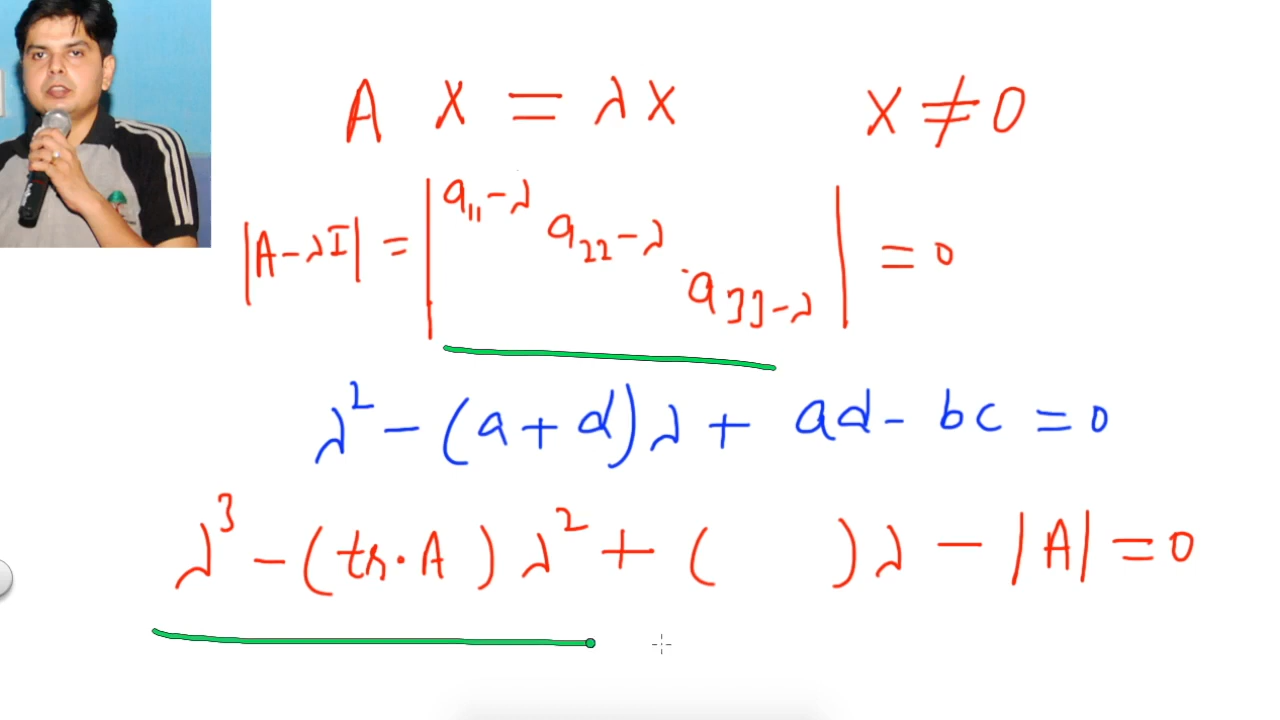 A X = λX X ≠ 0
|A-λI| = | a₁₁-λ a₂₂-λ a₃₃-λ | = 0
λ² - (a+d)λ + ad - bc = 0
λ³ - (tr.A)λ² + ( )λ - |A| = 0